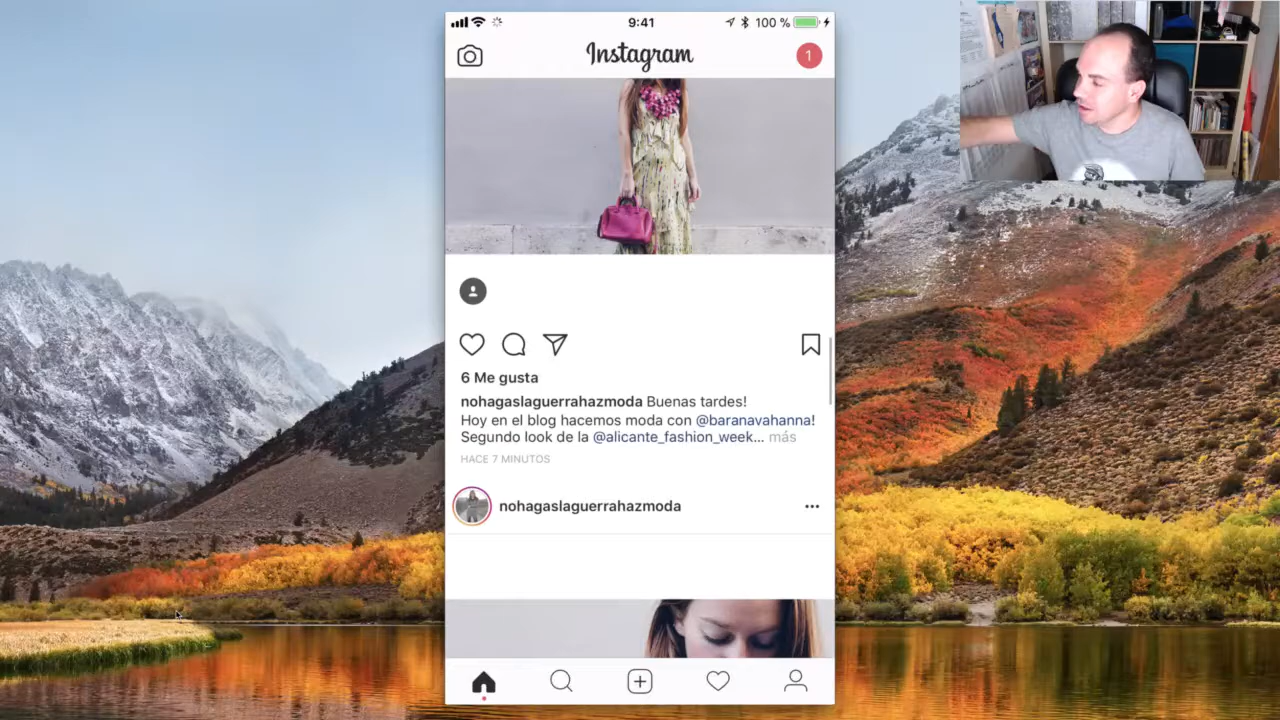 9:41
100 %
Instagram
1
6 Me gusta
nohagaslaguerrahazmoda Buenas tardes!
Hoy en el blog hacemos moda con @baranavahanna!
Segundo look de la @alicante_fashion_week... más
HACE 7 MINUTOS
nohagaslaguerrahazmoda